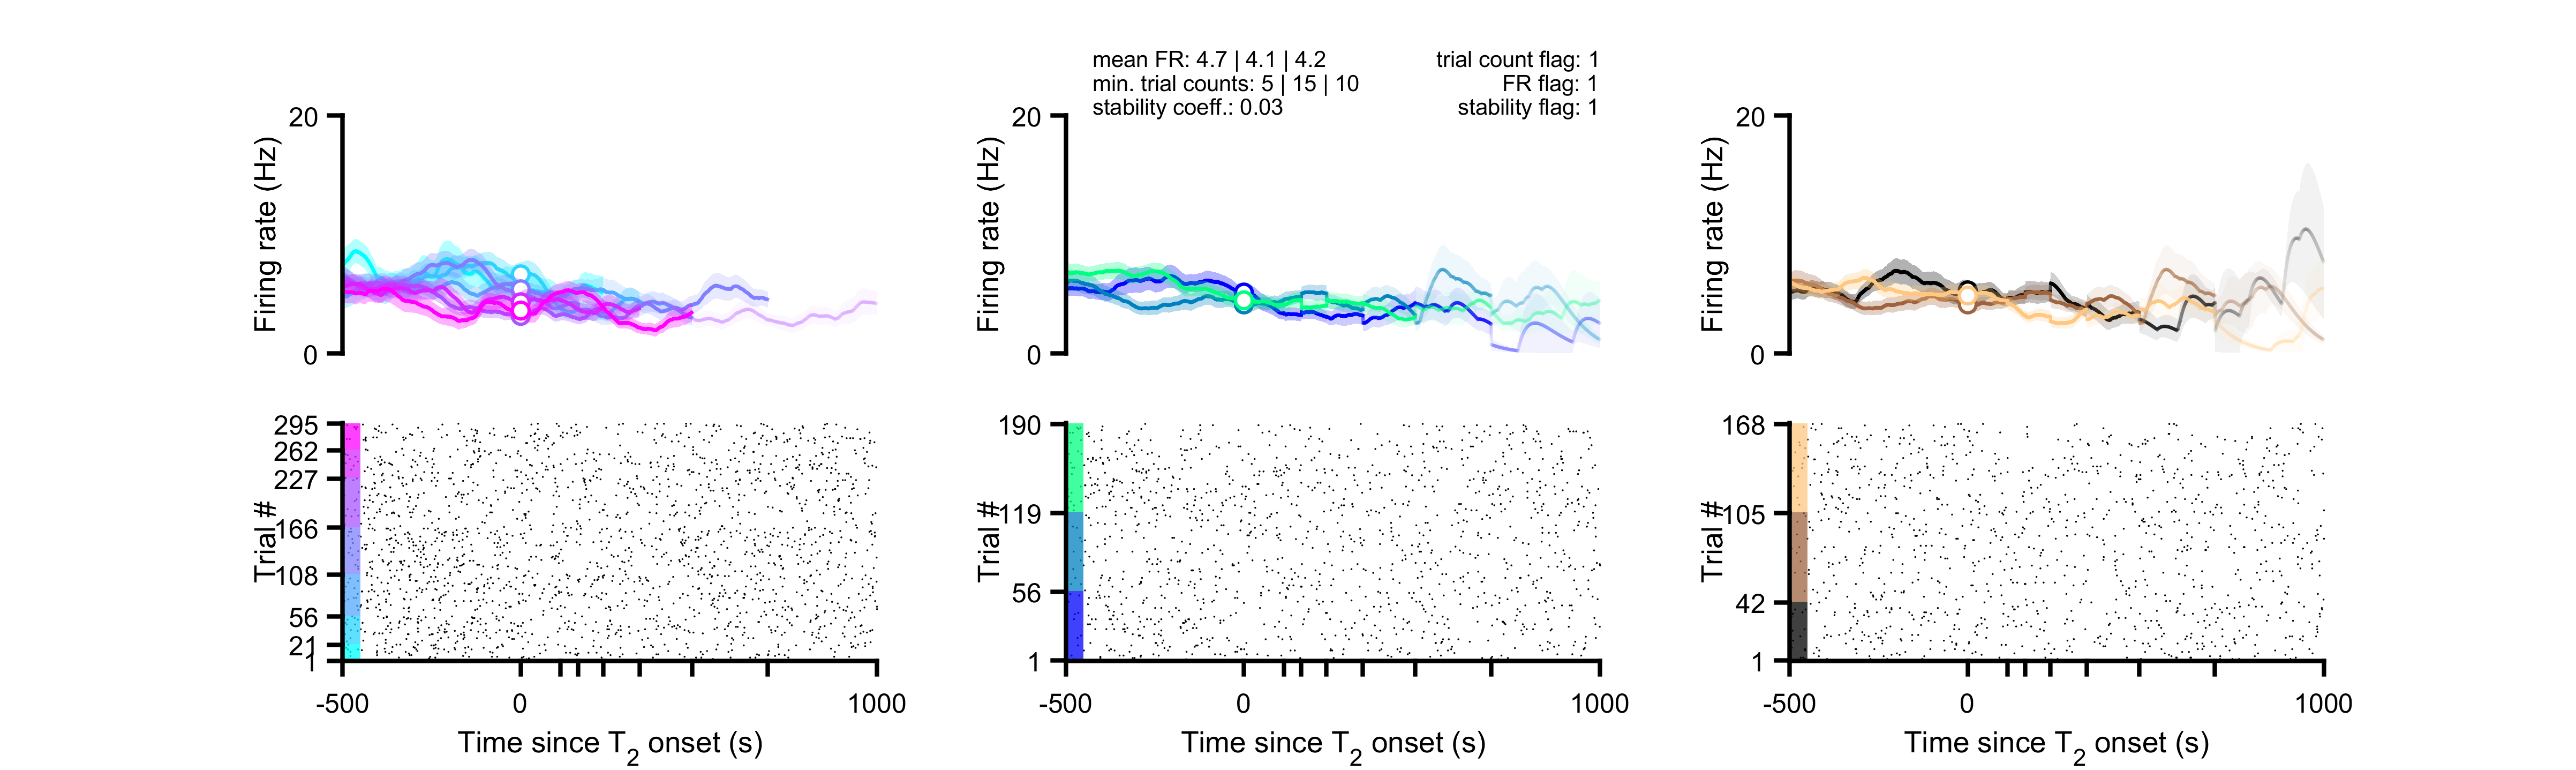 mean FR: 4.7 | 4.1 | 4.2
min. trial counts: 5 | 15 | 10
stability coeff.: 0.03
trial count flag: 1
FR flag: 1
stability flag: 1
Firing rate (Hz)
20
0
Firing rate (Hz)
20
0
Firing rate (Hz)
20
0
Trial #
295
262
227
166
108
56
21
1
-500
0
1000
Time since T2 onset (s)
Trial #
190
119
56
1
-500
0
1000
Time since T2 onset (s)
Trial #
168
105
42
1
-500
0
1000
Time since T2 onset (s)